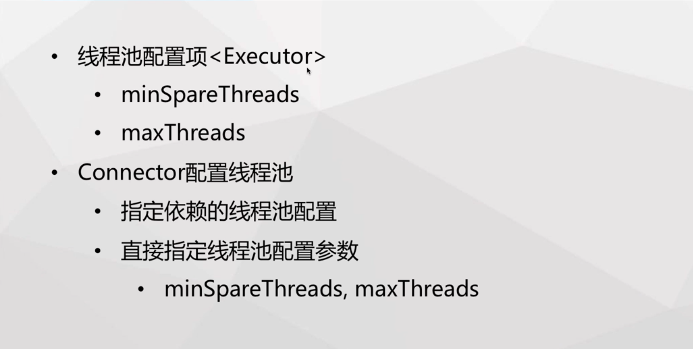 • 线程池配置项<Executor>
• minSpareThreads
• maxThreads
• Connector配置线程池
• 指定依赖的线程池配置
• 直接指定线程池配置参数
• minSpareThreads, maxThreads